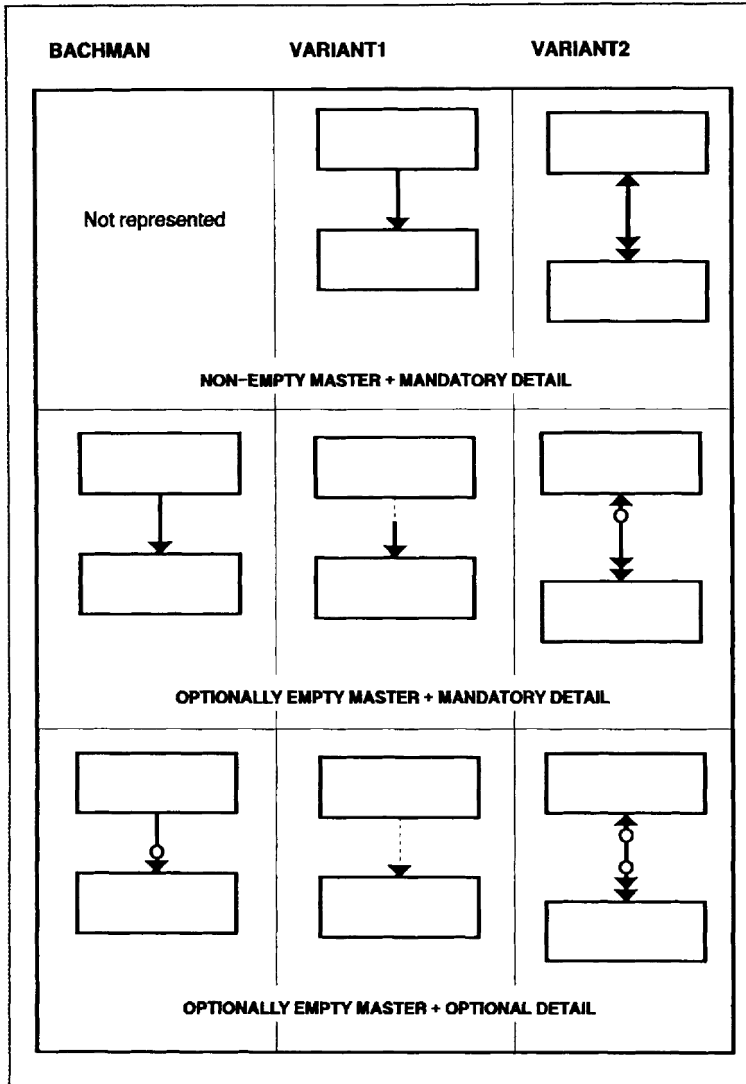 BACHMAN VARIANT1 VARIANT2
Not represented
NON-EMPTY MASTER + MANDATORY DETAIL
OPTIONALLY EMPTY MASTER + MANDATORY DETAIL
OPTIONALLY EMPTY MASTER + OPTIONAL DETAIL